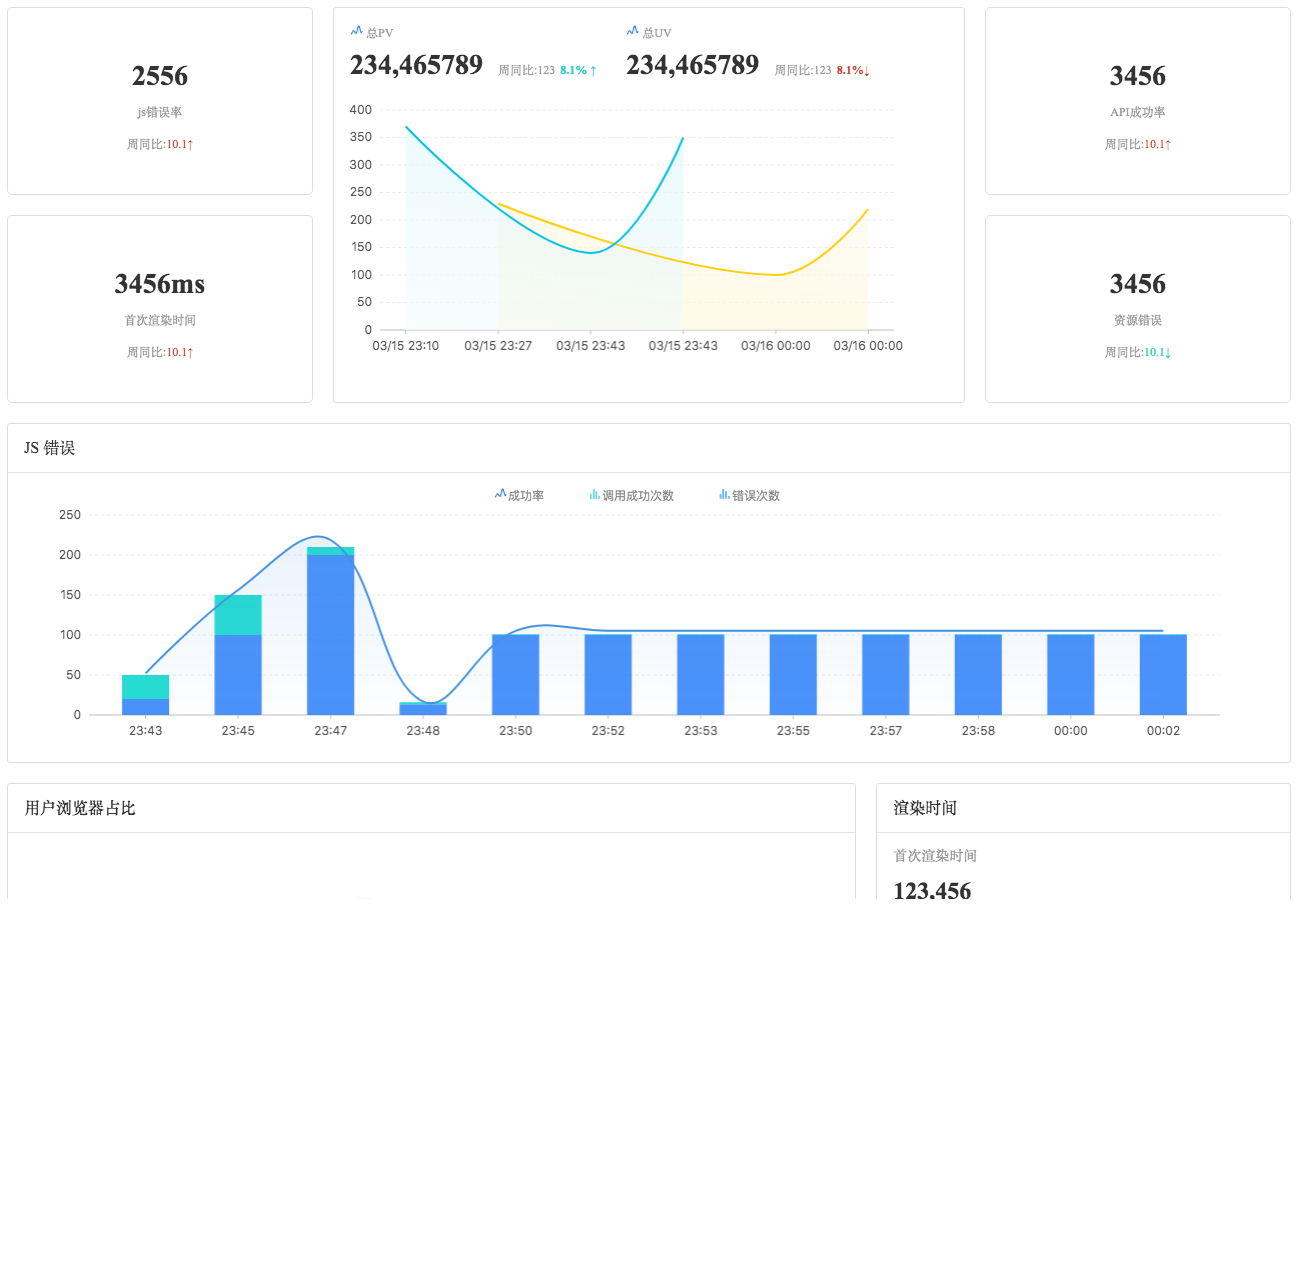 2556
js错误率
周同比:10.1↑
3456ms
首次渲染时间
周同比:10.1↑
总PV
234,465789 周同比:123 8.1% ↑
总UV
234,465789 周同比:123 8.1%↓
400
350
300
250
200
150
100
50
0
03/15 23:10 03/15 23:27 03/15 23:43 03/15 23:43 03/16 00:00 03/16 00:00
3456
API成功率
周同比:10.1↑
3456
资源错误
周同比:10.1↓
JS 错误
成功率 调用成功次数 错误次数
250
200
150
100
50
0
23:43 23:45 23:47 23:48 23:50 23:52 23:53 23:55 23:57 23:58 00:00 00:02
用户浏览器占比
渲染时间
首次渲染时间
123,456